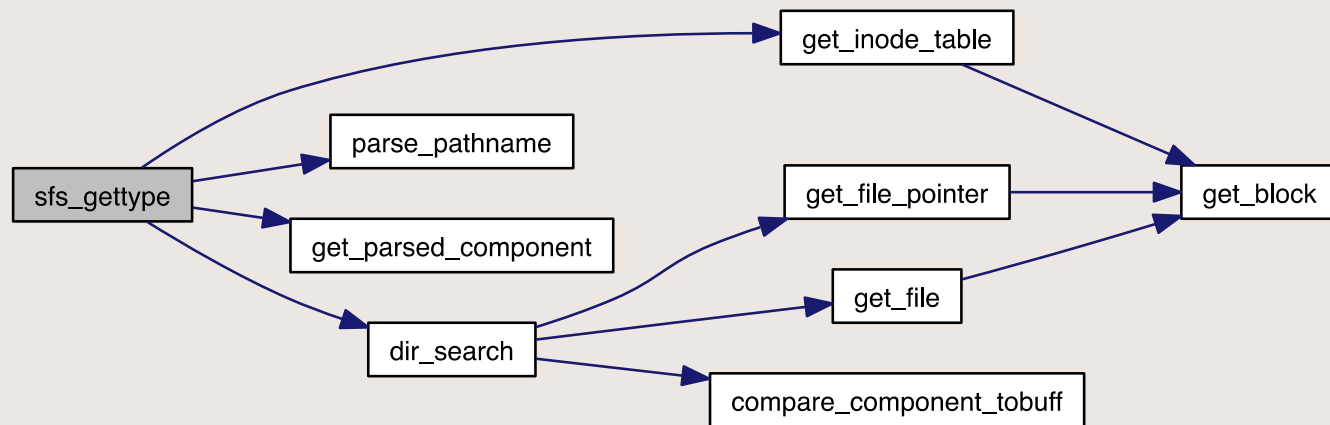 get_inode_table
parse_pathname
sfs_gettype
get_file_pointer
get_block
get_parsed_component
get_file
dir_search
compare_component_tobuff